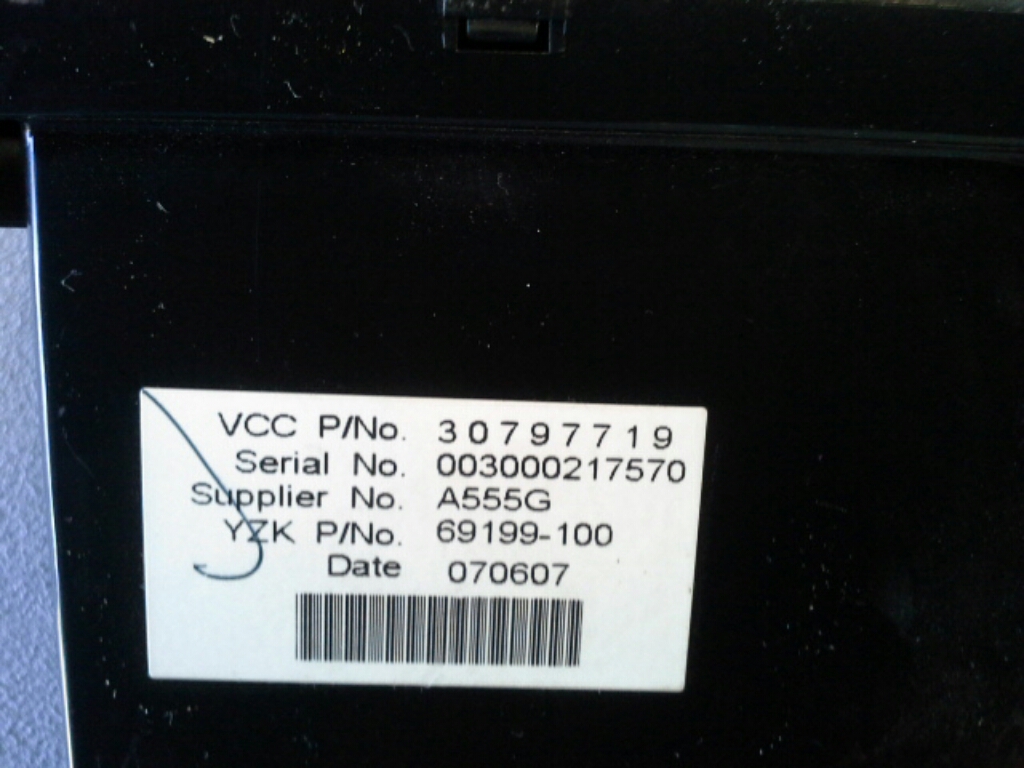 VCC P/No. 30797719
Serial No. 003000217570
Supplier No. A555G
YZK P/No. 69199-100
Date 070607